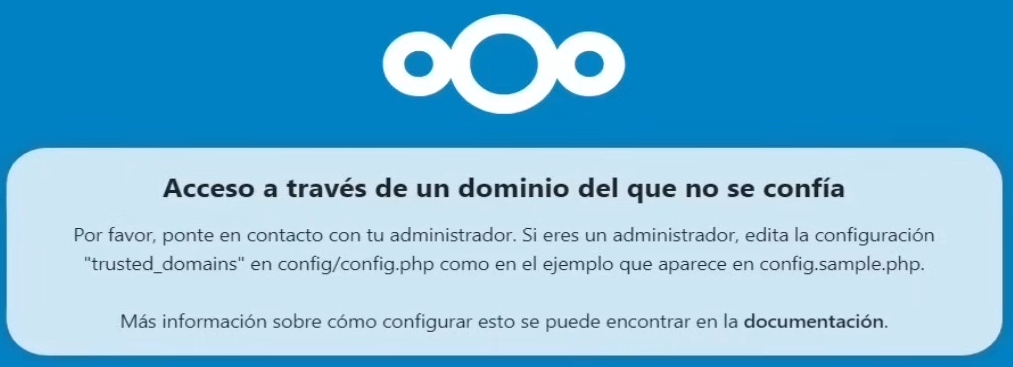 Acceso a través de un dominio del que no se confía
Por favor, ponte en contacto con tu administrador. Si eres un administrador, edita la configuración
"trusted_domains" en config/config.php como en el ejemplo que aparece en config.sample.php.
Más información sobre cómo configurar esto se puede encontrar en la documentación.